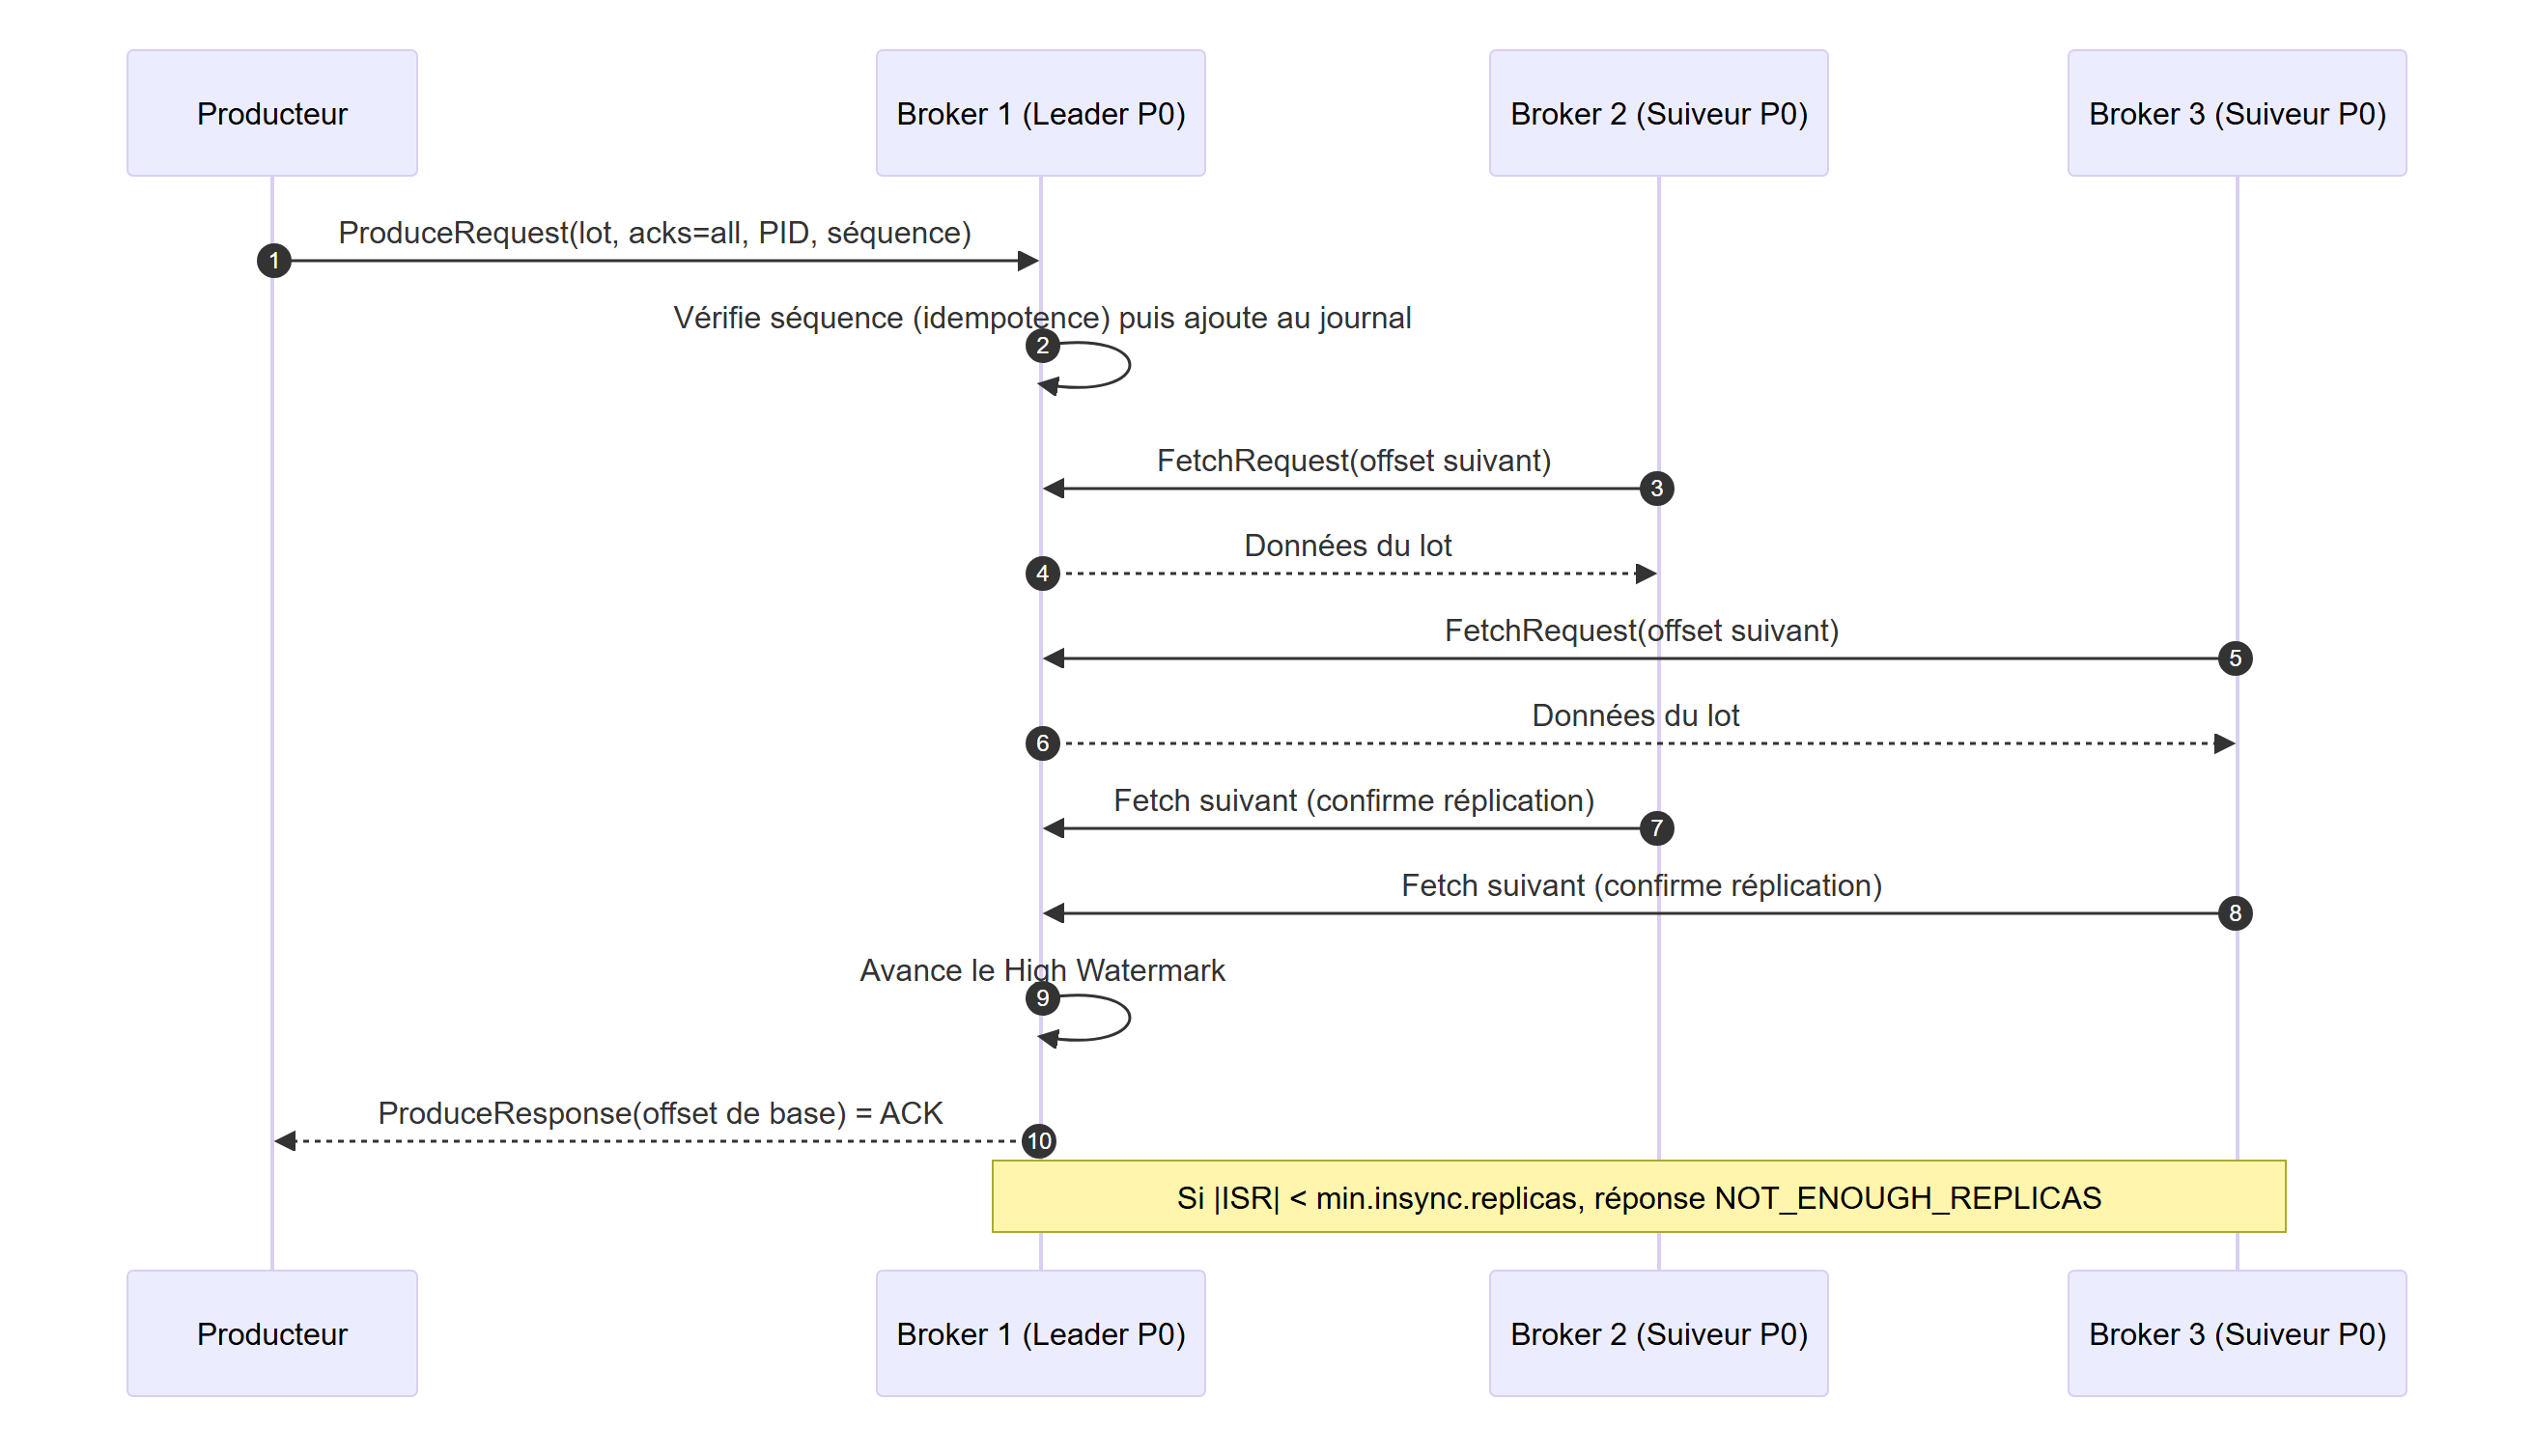 Producteur
Broker 1 (Leader P0)
Broker 2 (Suiveur P0)
Broker 3 (Suiveur P0)
ProduceRequest(lot, acks=all, PID, séquence)
1
Vérifie séquence (idempotence) puis ajoute au journal
2
FetchRequest(offset suivant)
3
Données du lot
4
FetchRequest(offset suivant)
5
Données du lot
6
Fetch suivant (confirme réplication)
7
Fetch suivant (confirme réplication)
8
Avance le High Watermark
9
ProduceResponse(offset de base) = ACK
10
Si |ISR| < min.insync.replicas, réponse NOT_ENOUGH_REPLICAS
Producteur
Broker 1 (Leader P0)
Broker 2 (Suiveur P0)
Broker 3 (Suiveur P0)